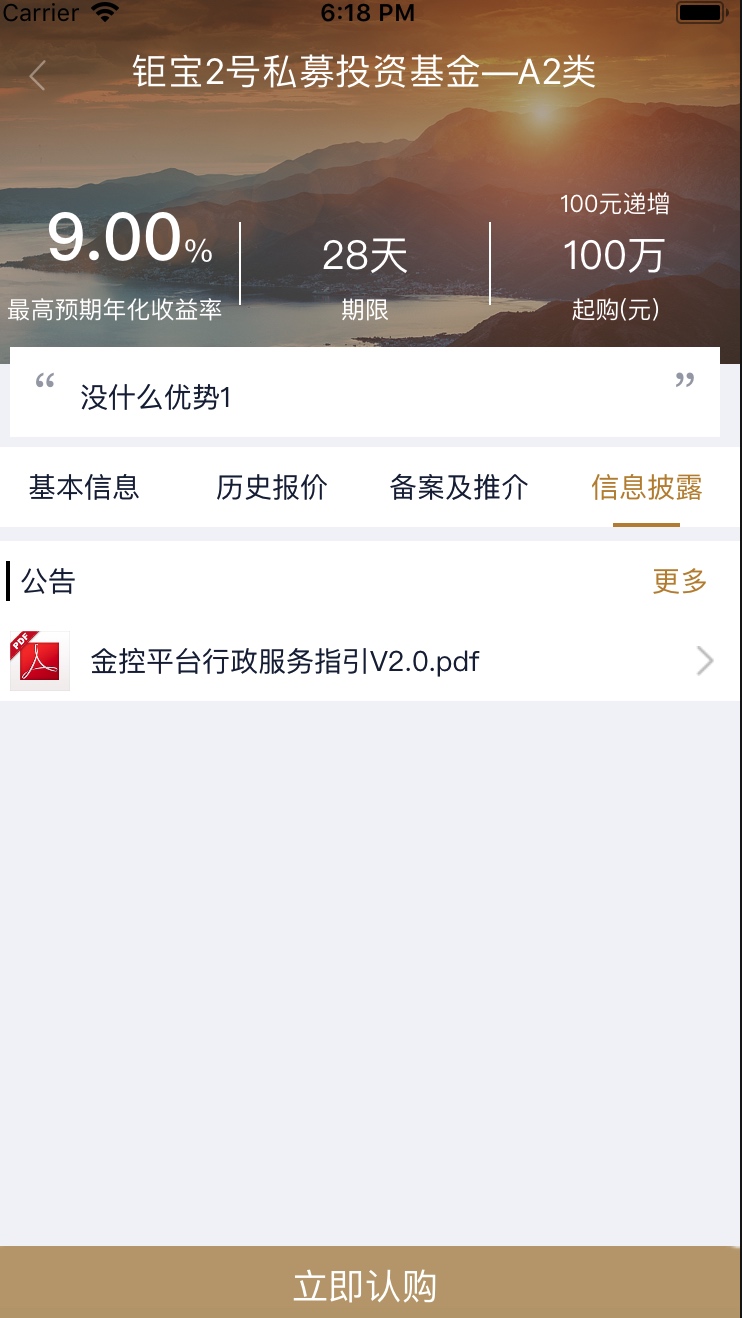 Carrier 6:18 PM
钜宝2号私募投资基金—A2类
100元递增
9.00% 28天 100万
最高预期年化收益率 期限 起购(元)
“ 没什么优势1 ”
基本信息 历史报价 备案及推介 信息披露
公告 更多
PDF 金控平台行政服务指引V2.0.pdf
立即认购